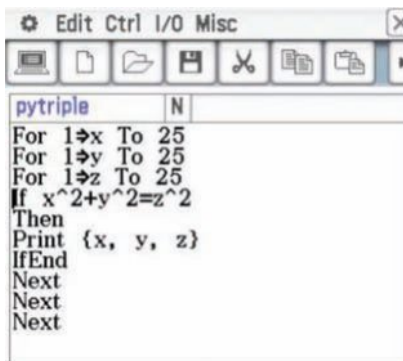 Edit Ctrl I/O Misc
pytriple N
For 1⇒x To 25
For 1⇒y To 25
For 1⇒z To 25
If x^2+y^2=z^2
Then
Print {x, y, z}
IfEnd
Next
Next
Next